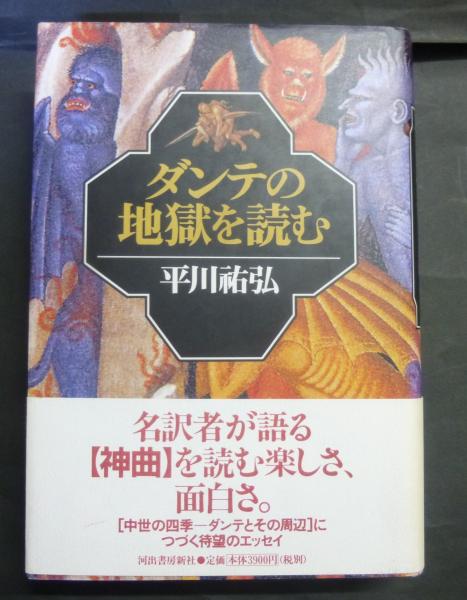 ダンテの
地獄を読む
平川祐弘
名訳者が語る
【神曲】を読む楽しさ、
面白さ。
[中世の四季―ダンテとその周辺]に
つづく待望のエッセイ
河出書房新社●定価 本体3900円(税別)